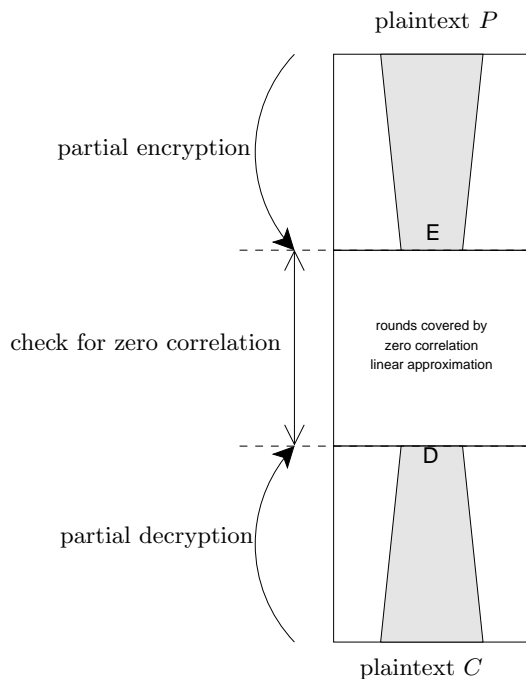 plaintext P
partial encryption
E
check for zero correlation
rounds covered by
zero correlation
linear approximation
D
partial decryption
plaintext C